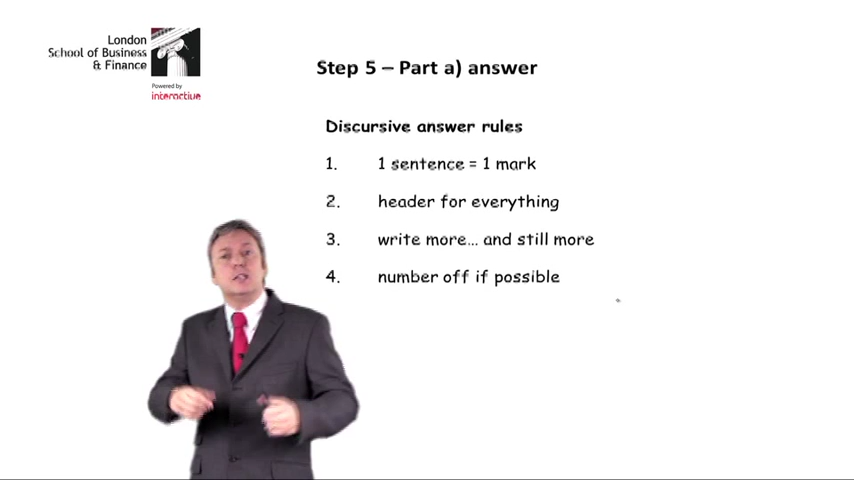 London
School of Business
& Finance
Powered by
interactive
Step 5 – Part a) answer
Discursive answer rules
1. 1 sentence = 1 mark
2. header for everything
3. write more... and still more
4. number off if possible